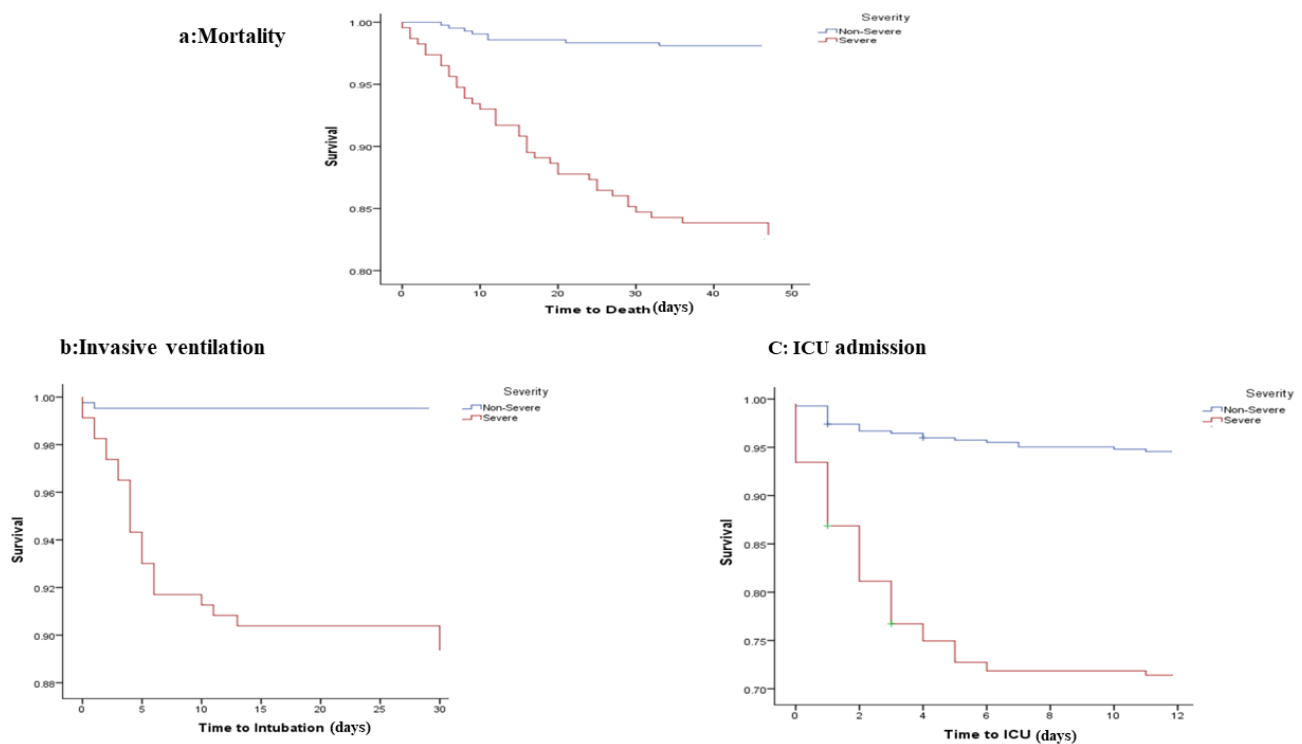 a:Mortality
Severity
Non-Severe
Severe
1.00
0.95
0.90
0.85
0.80
Survival
0 10 20 30 40 50
Time to Death (days)
b:Invasive ventilation
Severity
Non-Severe
Severe
1.00
0.98
0.96
0.94
0.92
0.90
0.88
Survival
0 5 10 15 20 25 30
Time to Intubation (days)
C: ICU admission
Severity
Non-Severe
Severe
1.00
0.95
0.90
0.85
0.80
0.75
0.70
Survival
0 2 4 6 8 10 12
Time to ICU (days)